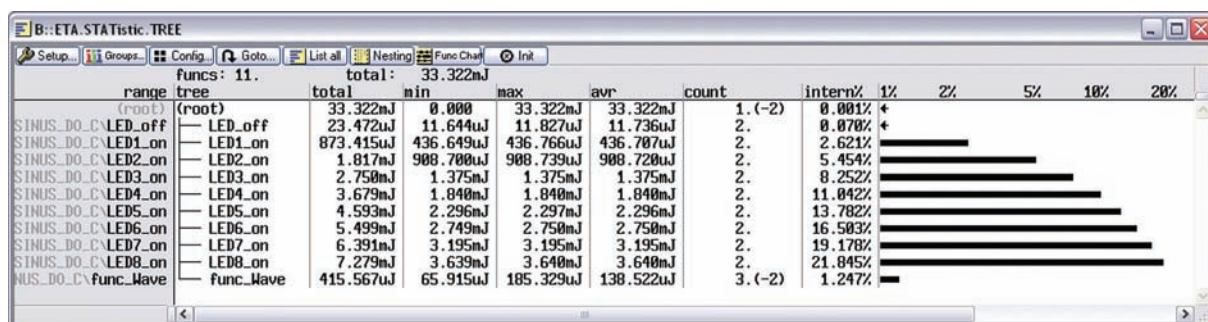 B::ETA.STATistic.TREE
Setup... Groups... Config... Goto... List all Nesting Func Chart Init
funcs: 11. total: 33.322mJ
range tree total min max avr count intern% 1% 2% 5% 10% 20%
(root) (root) 33.322mJ 0.000 33.322mJ 33.322mJ 1.(-2) 0.001%
SINUS_DO_C\LED_off LED_off 23.472uJ 11.644uJ 11.827uJ 11.736uJ 2. 0.070%
SINUS_DO_C\LED1_on LED1_on 873.415uJ 436.649uJ 436.766uJ 436.707uJ 2. 2.621%
SINUS_DO_C\LED2_on LED2_on 1.817mJ 908.700uJ 908.739uJ 908.720uJ 2. 5.454%
SINUS_DO_C\LED3_on LED3_on 2.750mJ 1.375mJ 1.375mJ 1.375mJ 2. 8.252%
SINUS_DO_C\LED4_on LED4_on 3.679mJ 1.840mJ 1.840mJ 1.840mJ 2. 11.042%
SINUS_DO_C\LED5_on LED5_on 4.593mJ 2.296mJ 2.297mJ 2.296mJ 2. 13.782%
SINUS_DO_C\LED6_on LED6_on 5.499mJ 2.749mJ 2.750mJ 2.750mJ 2. 16.503%
SINUS_DO_C\LED7_on LED7_on 6.391mJ 3.195mJ 3.195mJ 3.195mJ 2. 19.178%
SINUS_DO_C\LED8_on LED8_on 7.279mJ 3.639mJ 3.640mJ 3.640mJ 2. 21.845%
NUS_DO_C\func_Wave func_Wave 415.567uJ 65.915uJ 185.329uJ 138.522uJ 3.(-2) 1.247%